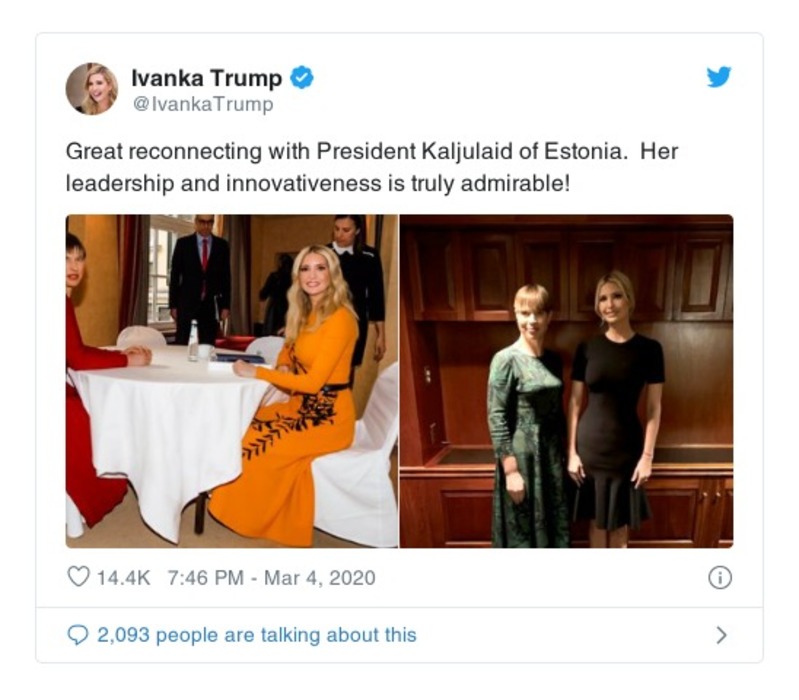 Ivanka Trump
@IvankaTrump
Great reconnecting with President Kaljulaid of Estonia.  Her
leadership and innovativeness is truly admirable!
14.4K 7:46 PM - Mar 4, 2020
2,093 people are talking about this